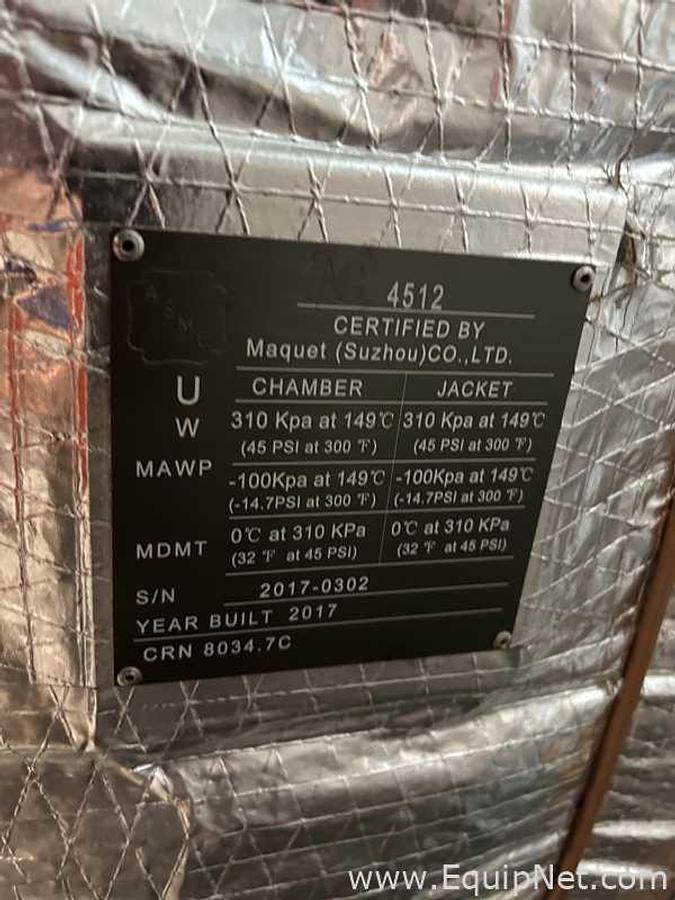 ASME
4512
CERTIFIED BY
Maquet (Suzhou)CO.,LTD.
U
W
CHAMBER JACKET
MAWP
310 Kpa at 149℃ 310 Kpa at 149℃
(45 PSI at 300 ℉) (45 PSI at 300 ℉)
-100Kpa at 149℃ -100Kpa at 149℃
(-14.7PSI at 300 ℉) (-14.7PSI at 300 ℉)
MDMT
0℃ at 310 KPa 0℃ at 310 KPa
(32 ℉ at 45 PSI) (32 ℉ at 45 PSI)
S/N 2017-0302
YEAR BUILT 2017
CRN 8034.7C
www.EquipNet.com